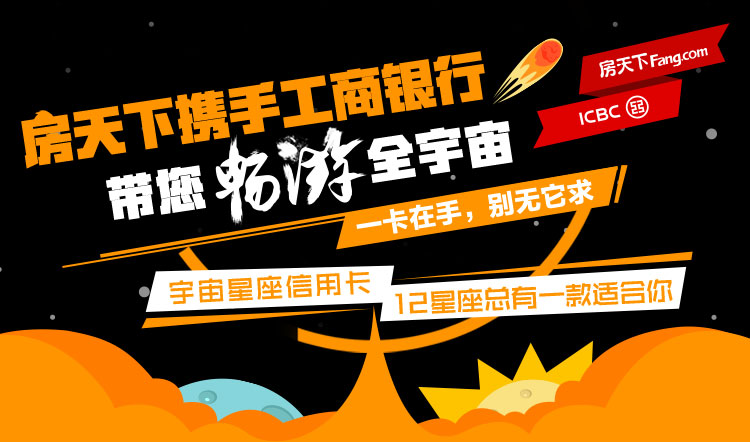 房天下携手工商银行
房天下Fang.com
ICBC
带您畅游全宇宙
一卡在手，别无它求
宇宙星座信用卡
12星座总有一款适合你